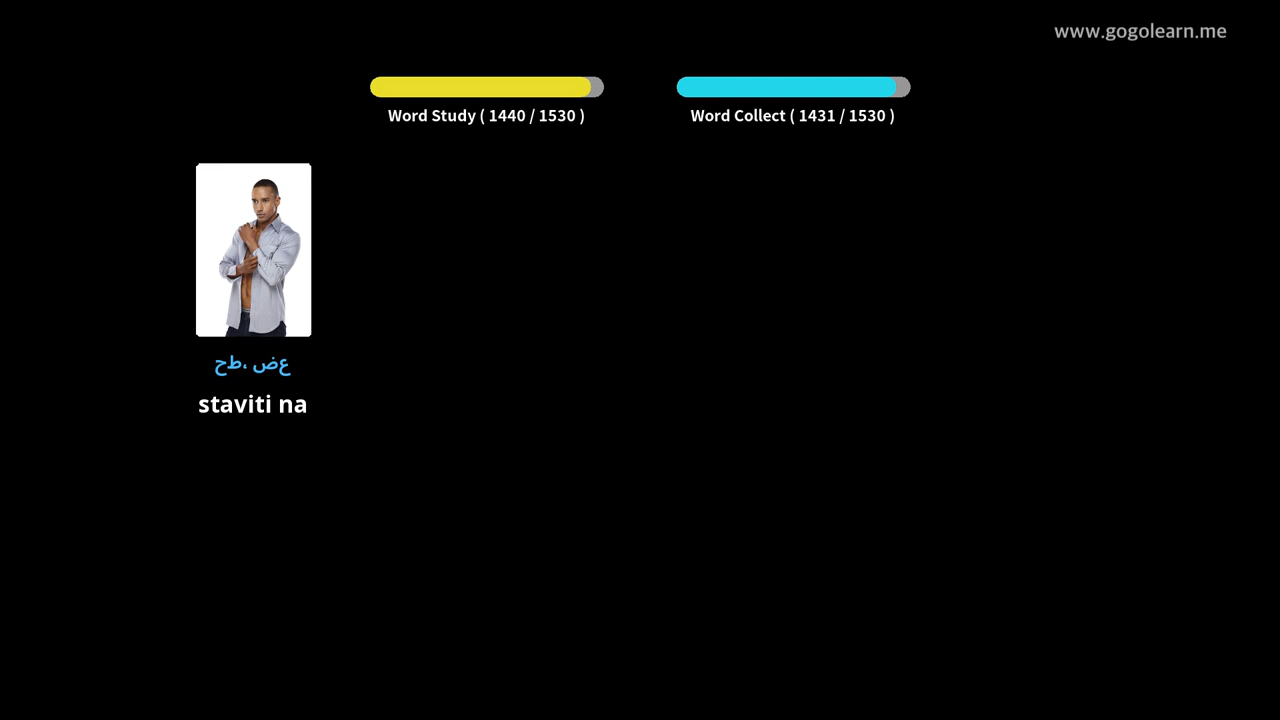 www.gogolearn.me
Word Study ( 1440 / 1530 )
Word Collect ( 1431 / 1530 )
عض ،طح
staviti na